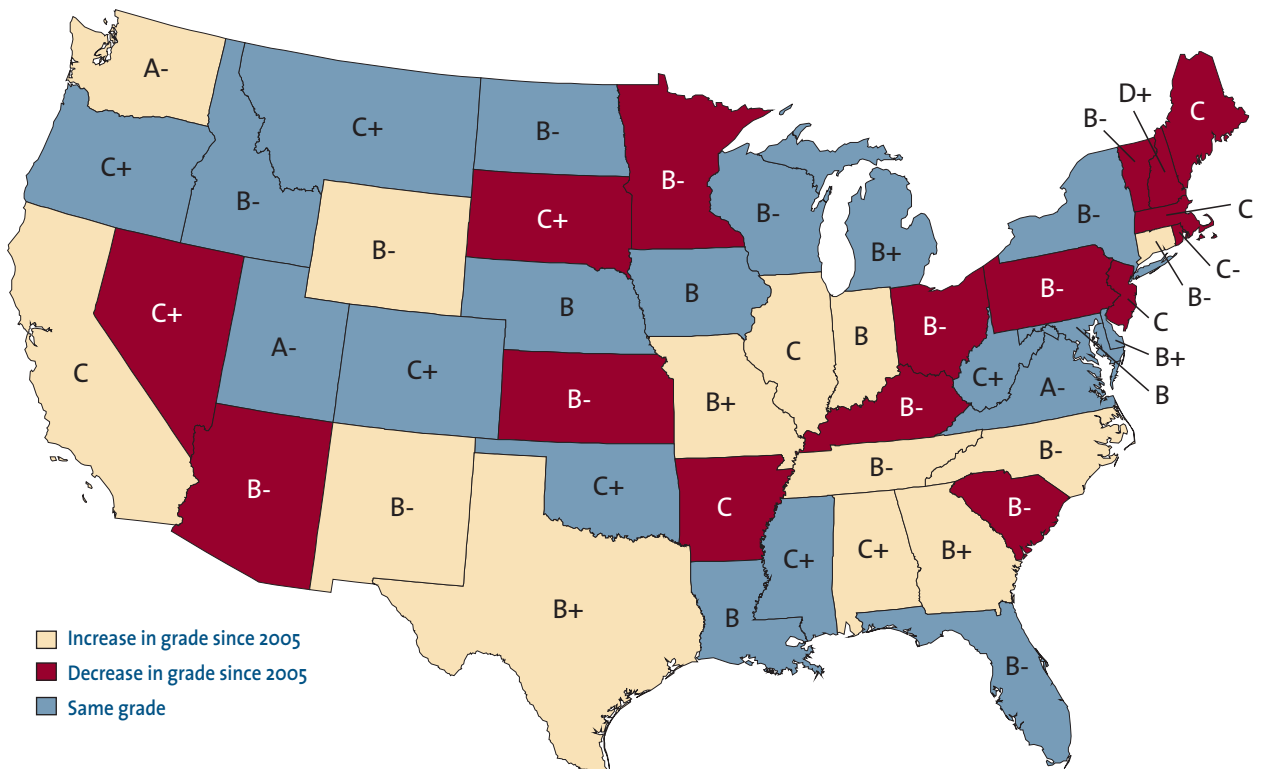 A-
C+
B-
C+
B-
B-
B-
C+
B-
B+
B-
D+
B-
C
C
C-
B-
C
B+
B
B-
C+
B
B
C
C+
A-
C+
B-
B+
C
B
B-
B-
C+
A-
B-
B-
C+
B-
B-
B-
C
C+
C+
B+
B-
B+
B
B-
Increase in grade since 2005
Decrease in grade since 2005
Same grade